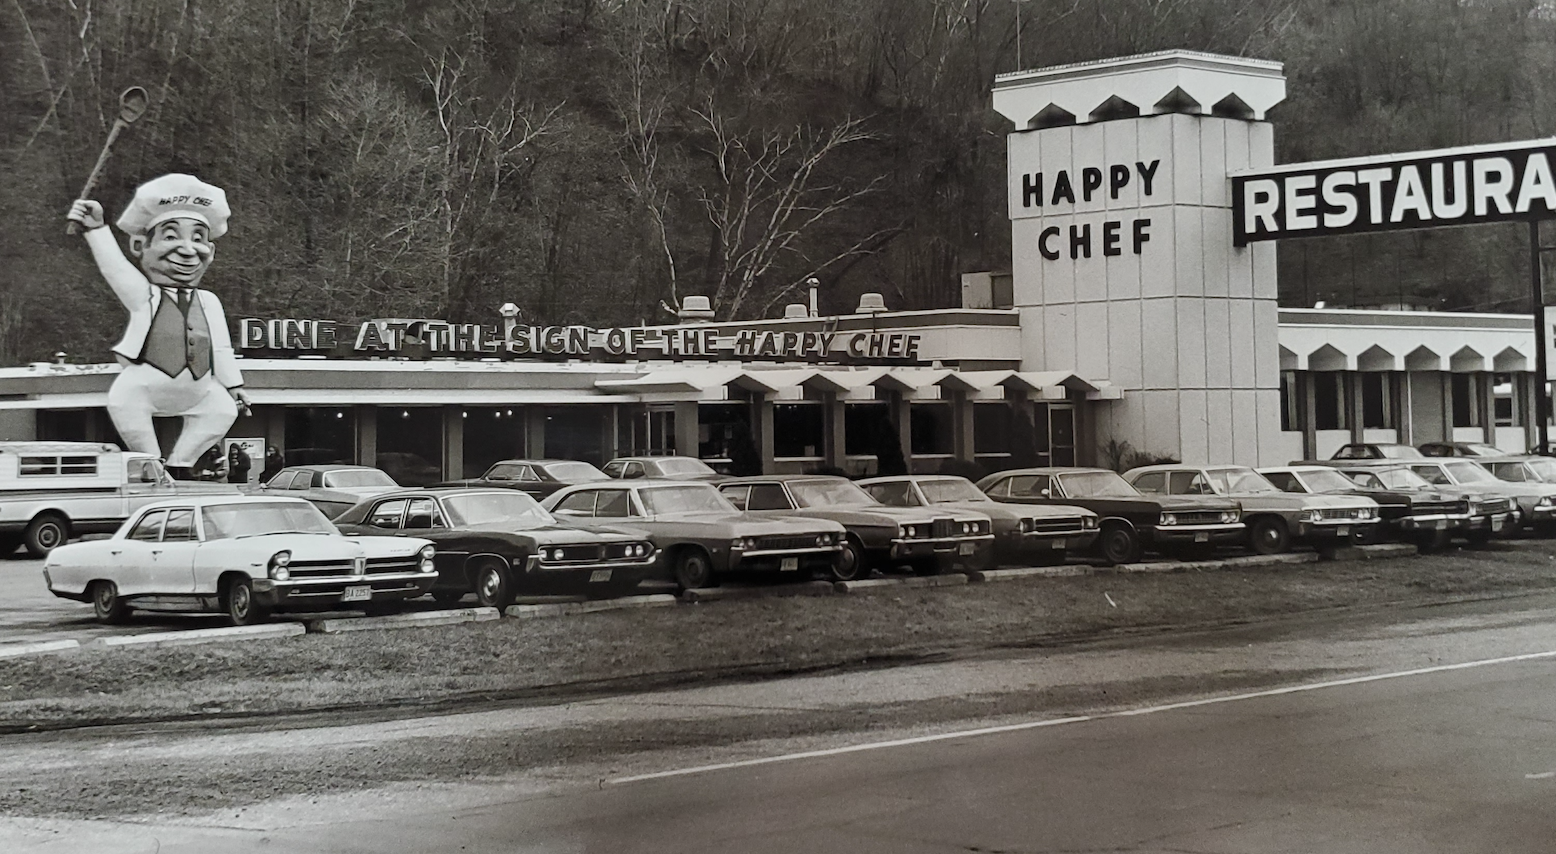 HAPPY CHEF
DINE AT THE SIGN OF THE HAPPY CHEF
HAPPY
CHEF
RESTAURA